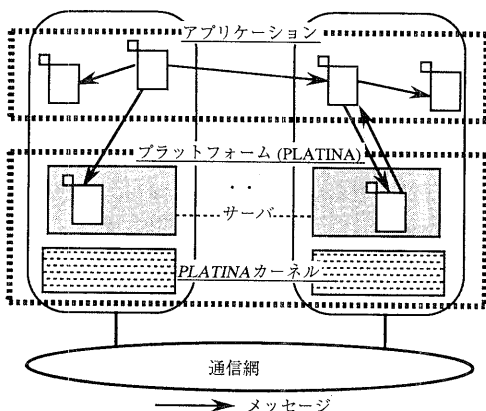 アプリケーション
プラットフォーム (PLATINA)
サーバ
PLATINAカーネル
通信網
メッセージ